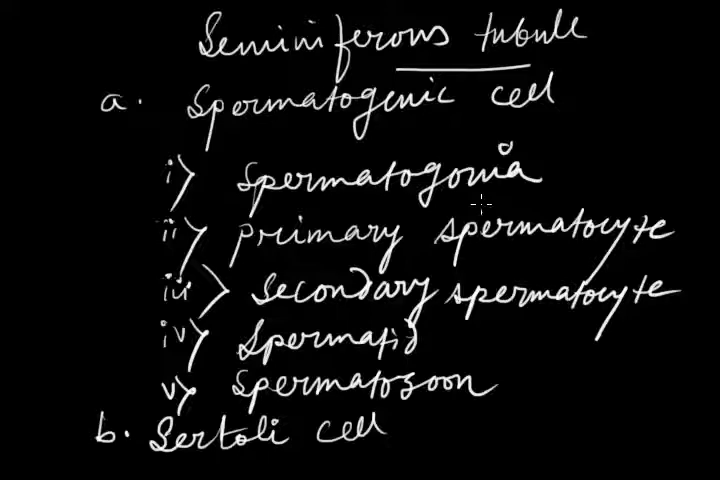 Seminiferous tubule
a. Spermatogenic cell
i) Spermatogonia
ii) Primary spermatocyte
iii) Secondary spermatocyte
iv) Spermatid
v) Spermatozoon
b. Sertoli cell